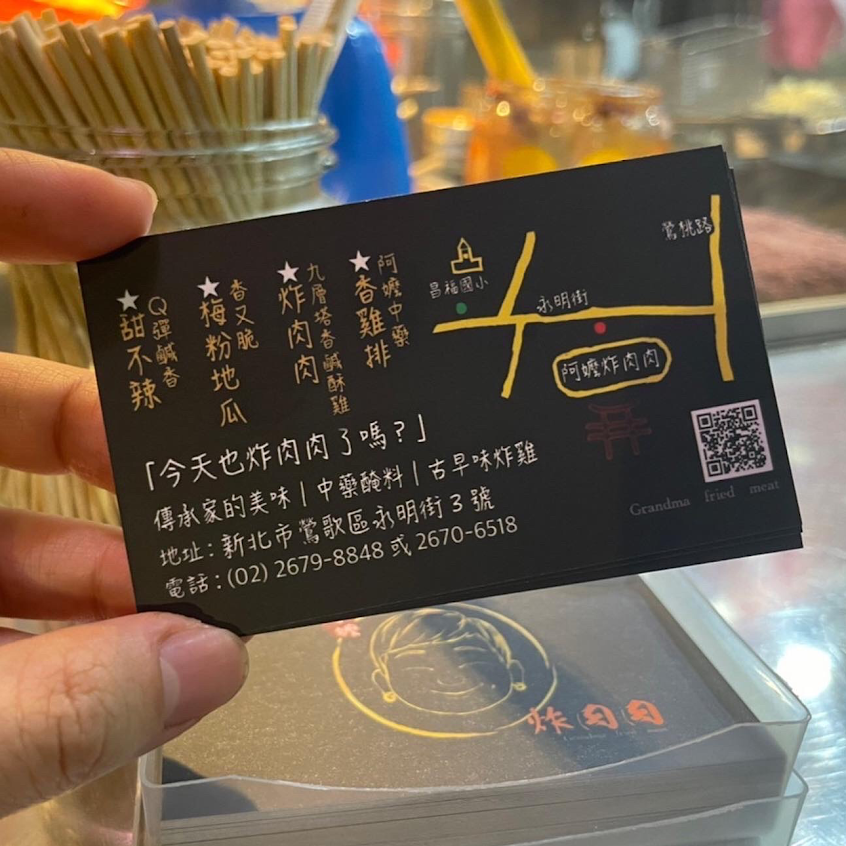 阿嬤中藥
★香雞排
九層塔香鹹酥雞
★炸肉肉
香又脆
★梅粉地瓜
Q彈鹹香
★甜不辣
鶯桃路
昌福國小
永明街
阿嬤炸肉肉
「今天也炸肉肉了嗎？」
傳承家的美味｜中藥醃料｜古早味炸雞
地址：新北市鶯歌區永明街3號
電話：(02) 2679-8848 或 2670-6518
Grandma fried meat
炸肉肉